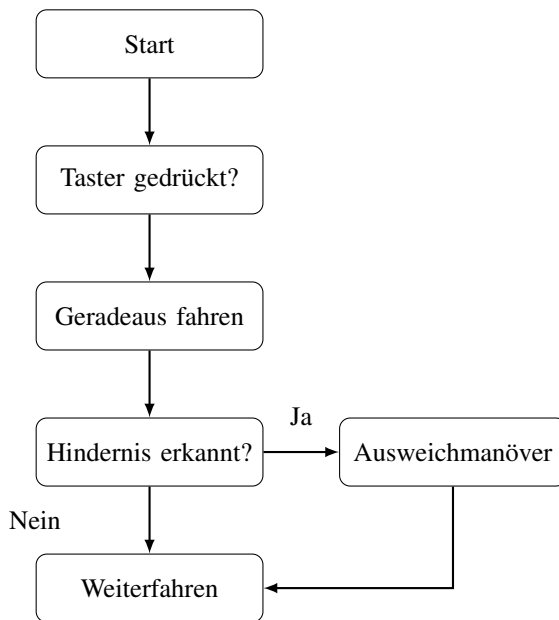 Start
Taster gedrückt?
Geradeaus fahren
Ja
Hindernis erkannt?
Ausweichmanöver
Nein
Weiterfahren